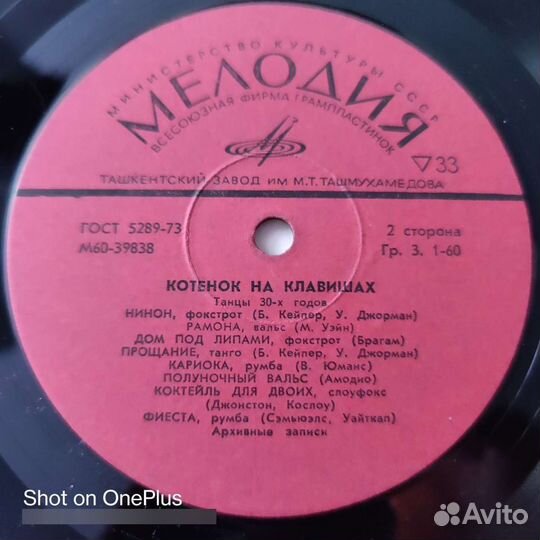 МИНИСТЕРСТВО КУЛЬТУРЫ СССР
МЕЛОДИЯ
ВСЕСОЮЗНАЯ ФИРМА ГРАМПЛАСТИНОК
▽33
ТАШКЕНТСКИЙ ЗАВОД ИМ М.Т.ТАШМУХАМЕДОВА
ГОСТ 5289-73
2 сторона
М60-39838
Гр. 3. 1-60
КОТЕНОК НА КЛАВИШАХ
Танцы 30-х годов
НИНОН, фокстрот (Б. Кейпер, У. Джорман)
РАМОНА, вальс (М. Уэйн)
ДОМ ПОД ЛИПАМИ, фокстрот (Брагам)
ПРОЩАНИЕ, танго (Б. Кейпер, У. Джорман)
КАРИОКА, румба (В. Юманс)
ПОЛУНОЧНЫЙ ВАЛЬС (Амодио)
КОКТЕЙЛЬ ДЛЯ ДВОИХ, слоуфокс
(Джонстон, Кослоу)
ФИЕСТА, румба (Сэмьюэлс, Уайткап)
Архивные записи
Shot on OnePlus
Avito